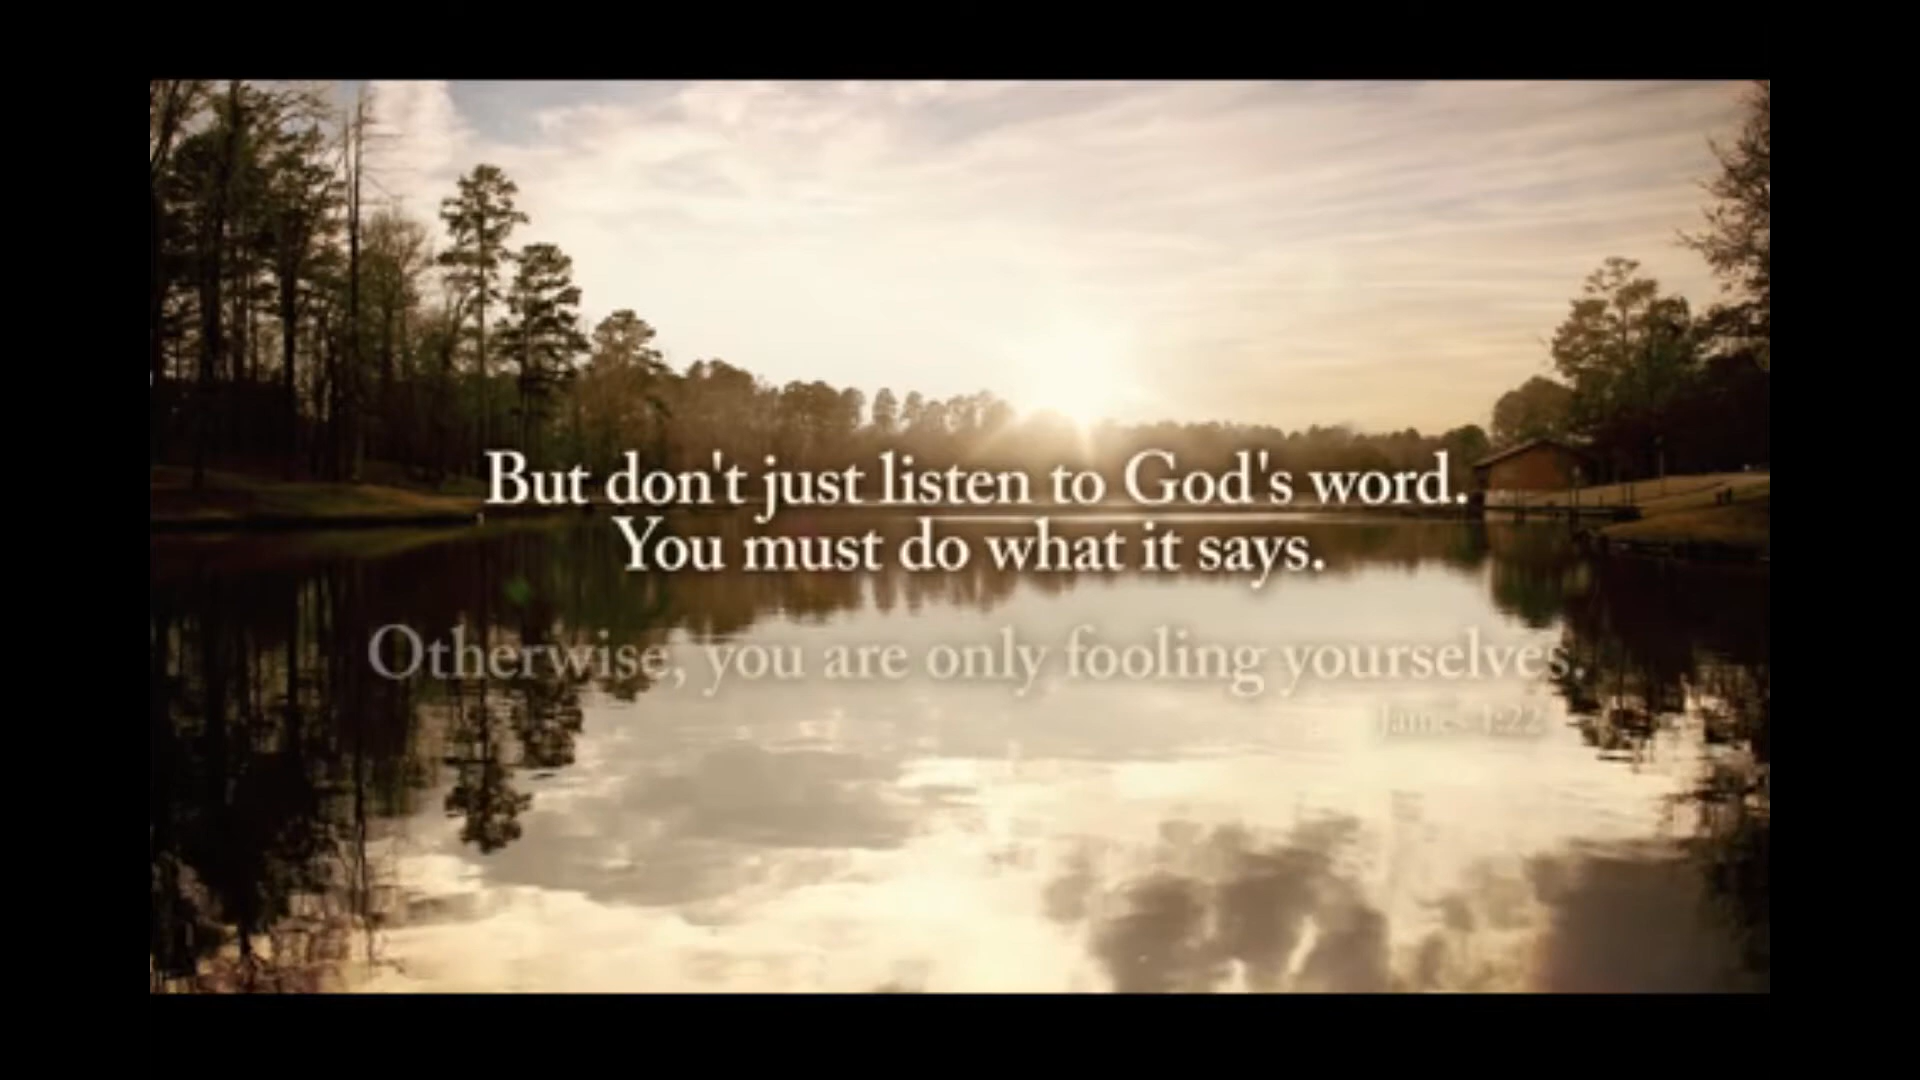 But don't just listen to God's word.
You must do what it says.
Otherwise, you are only fooling yourselves.
James 1:22